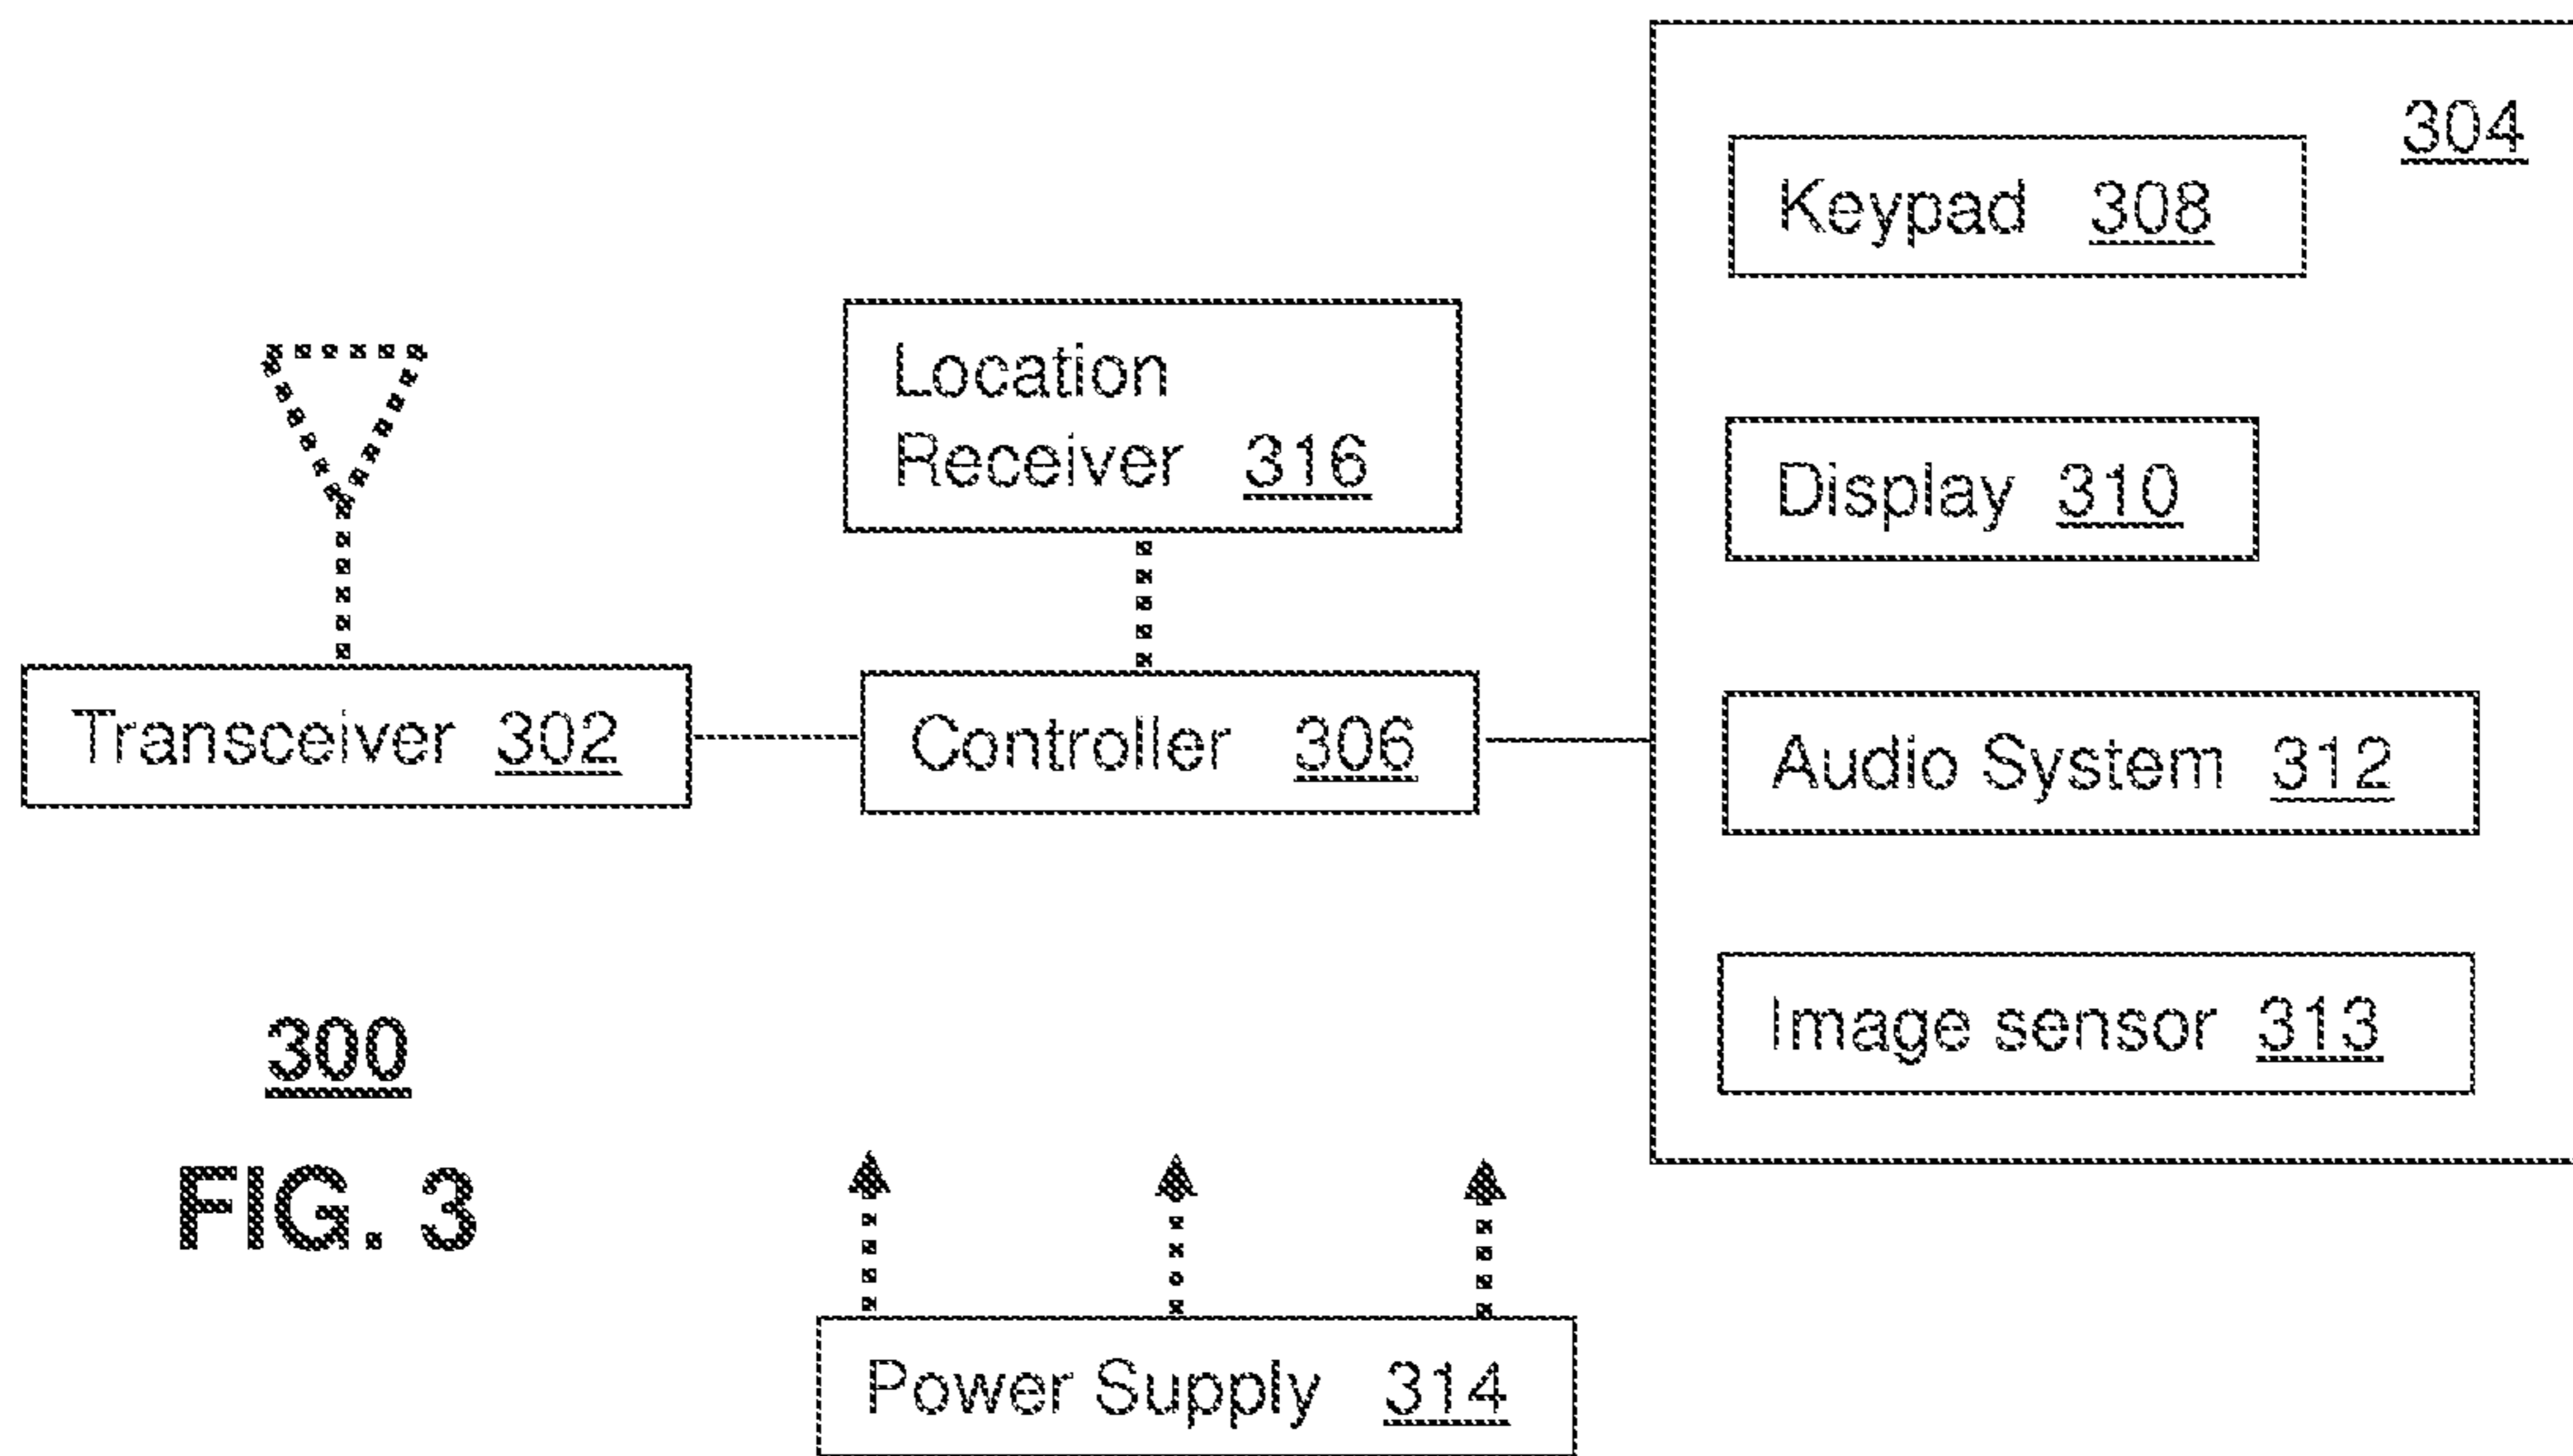 304
Keypad 308
Location
Receiver 316
Display 310
Transceiver 302
Controller 306
Audio System 312
Image sensor 313
300
FIG. 3
Power Supply 314